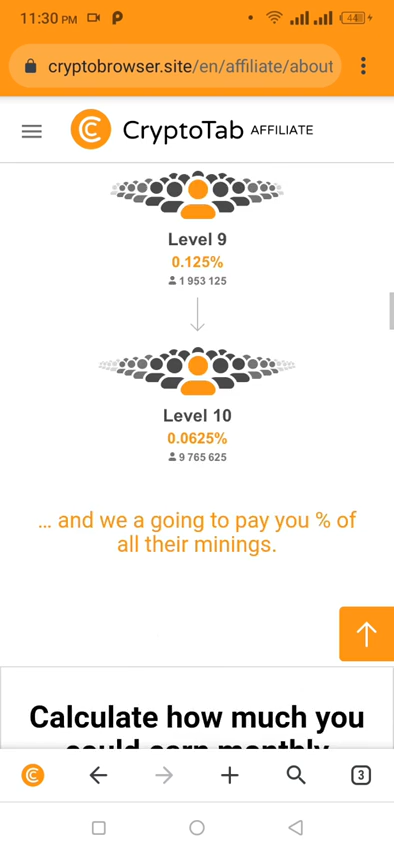 11:30 PM
448
cryptobrowser.site/en/affiliate/about
CryptoTab AFFILIATE
Level 9
0.125%
1 953 125
Level 10
0.0625%
9 765 625
... and we a going to pay you % of
all their minings.
Calculate how much you
could earn monthly
3